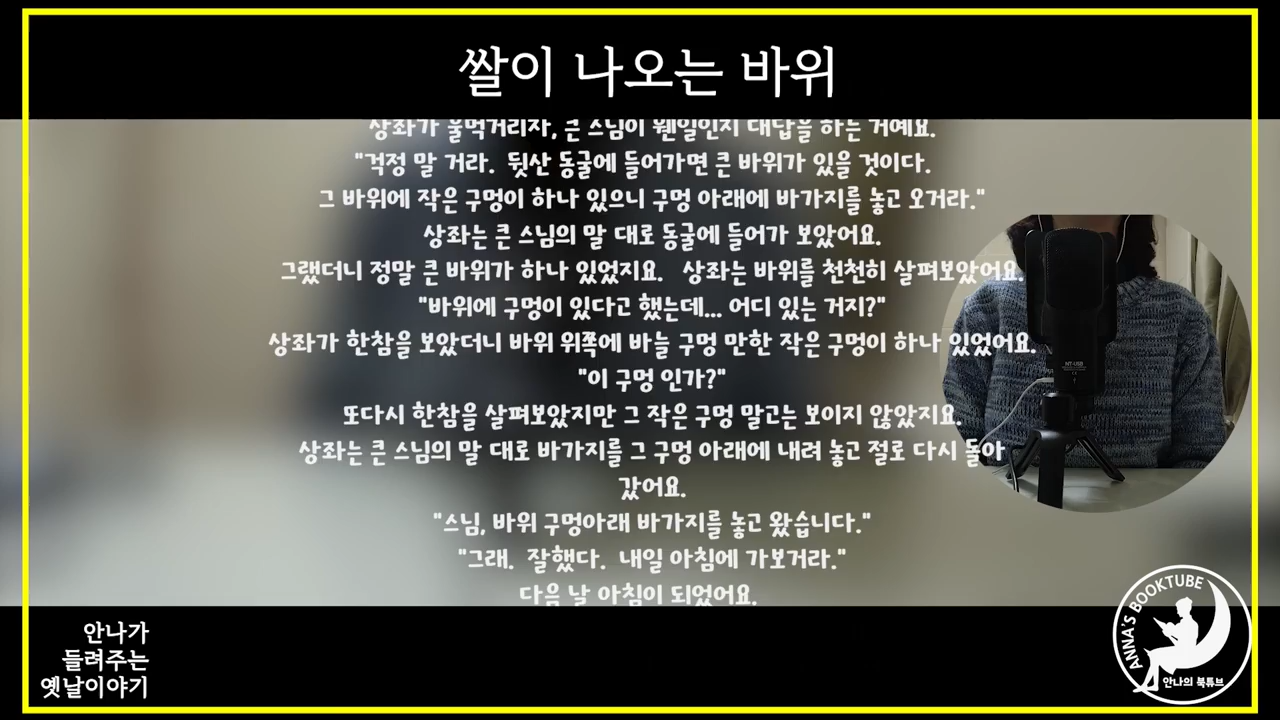 쌀이 나오는 바위
상좌가 울먹거리자, 큰 스님이 웬일인지 대답을 하는 거예요.
"걱정 말 거라. 뒷산 동굴에 들어가면 큰 바위가 있을 것이다.
그 바위에 작은 구멍이 하나 있으니 구멍 아래에 바가지를 놓고 오거라."
상좌는 큰 스님의 말 대로 동굴에 들어가 보았어요.
그랬더니 정말 큰 바위가 하나 있었지요. 상좌는 바위를 천천히 살펴보았어요.
"바위에 구멍이 있다고 했는데... 어디 있는 거지?"
상좌가 한참을 보았더니 바위 위쪽에 바늘 구멍 만한 작은 구멍이 하나 있었어요.
"이 구멍 인가?"
또다시 한참을 살펴보았지만 그 작은 구멍 말고는 보이지 않았지요.
상좌는 큰 스님의 말 대로 바가지를 그 구멍 아래에 내려 놓고 절로 다시 돌아
갔어요.
"스님, 바위 구멍아래 바가지를 놓고 왔습니다."
"그래. 잘했다. 내일 아침에 가보거라."
다음 날 아침이 되었어요.
NT-USB
안나가
들려주는
옛날이야기
ANNA'S BOOKTUBE
안나의 북튜브